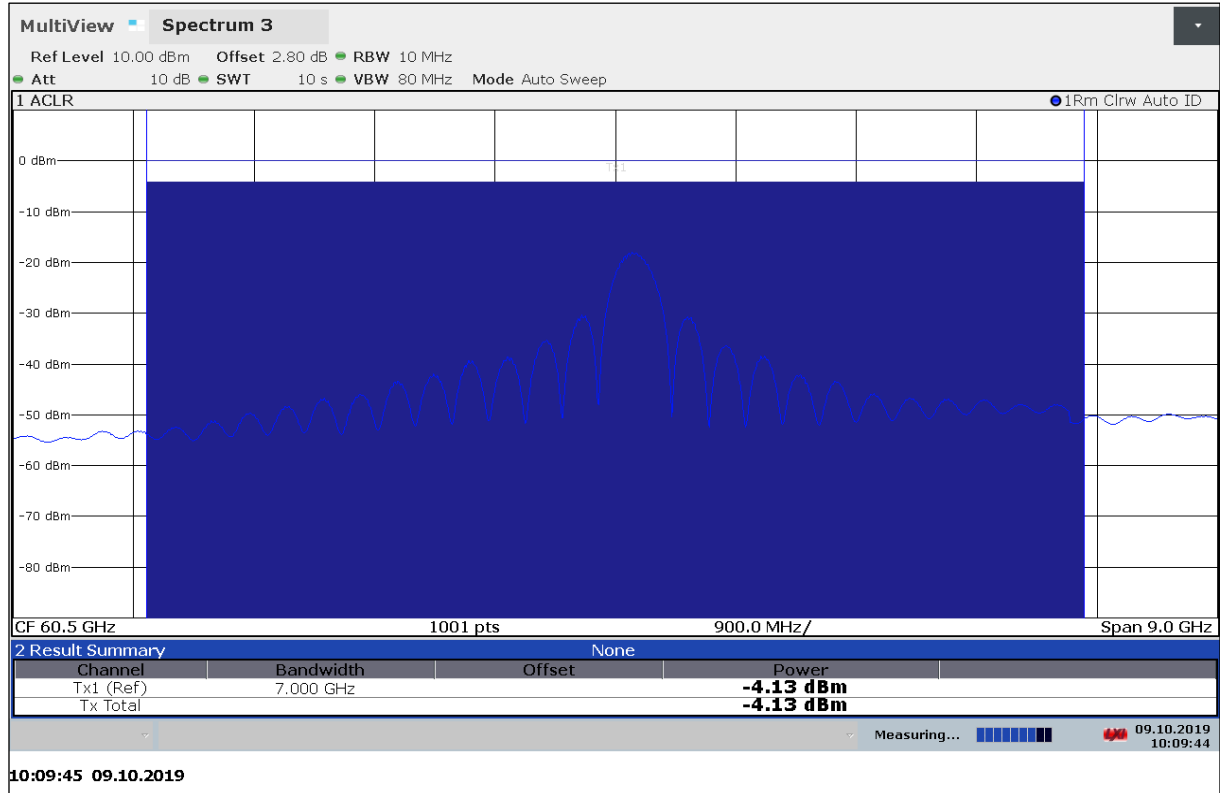 MultiView Spectrum 3
Ref Level 10.00 dBm Offset 2.80 dB RBW 10 MHz
Att 10 dB SWT 10 s VBW 80 MHz Mode Auto Sweep
1 ACLR 1Rm Clrw Auto ID
0 dBm
Tx1
-10 dBm
-20 dBm
-30 dBm
-40 dBm
-50 dBm
-60 dBm
-70 dBm
-80 dBm
CF 60.5 GHz 1001 pts 900.0 MHz/ Span 9.0 GHz
2 Result Summary None
Channel Bandwidth Offset Power
Tx1 (Ref) 7.000 GHz -4.13 dBm
Tx Total -4.13 dBm
Measuring... 09.10.2019
10:09:44
10:09:45 09.10.2019